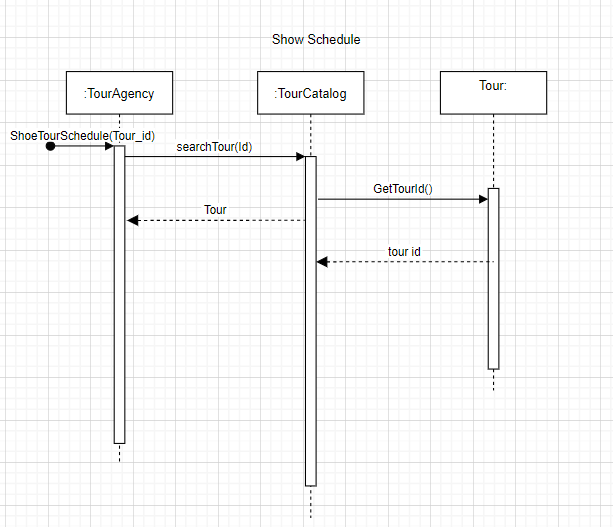 Show Schedule
:TourAgency
:TourCatalog
Tour:
ShoeTourSchedule(Tour_id)
searchTour(Id)
GetTourId()
Tour
tour id